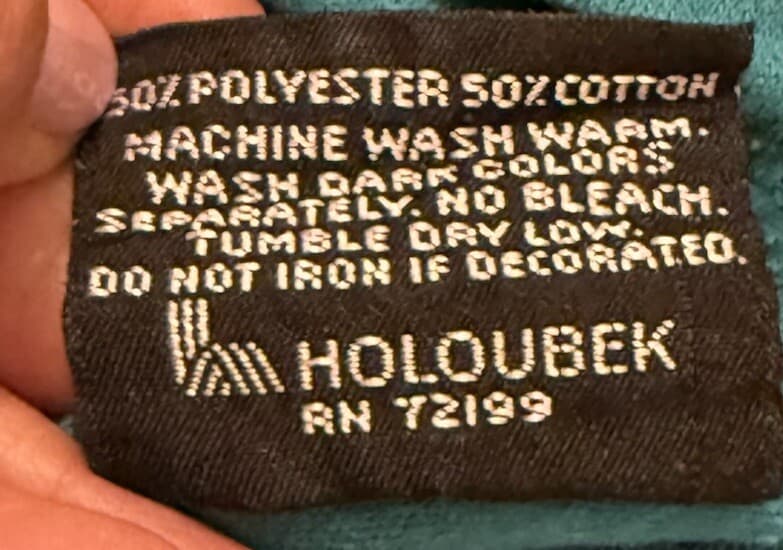 50% POLYESTER 50% COTTON
MACHINE WASH WARM.
WASH DARK COLORS
SEPARATELY. NO BLEACH.
TUMBLE DRY LOW.
DO NOT IRON IF DECORATED.
HOLOUBEK
RN 72199